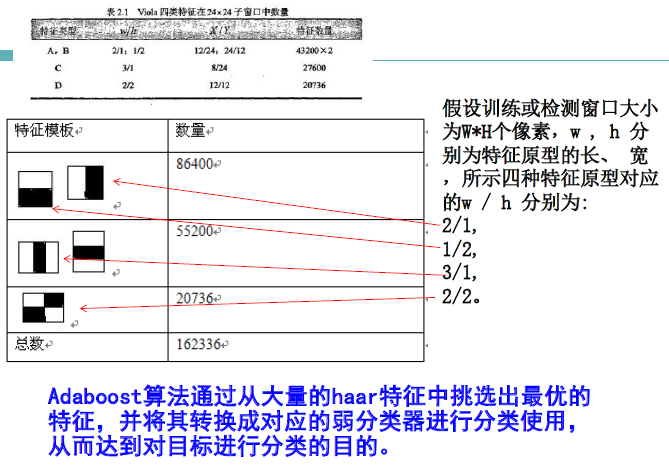 表 2.1 Viola 四类特征在24×24子窗口中数量
特征类型 w/h X/Y 特征数量
A，B 2/1；1/2 12/24；24/12 43200×2
C 3/1 8/24 27600
D 2/2 12/12 20736
特征模板 数量
86400
55200
20736
总数 162336
假设训练或检测窗口大小
为W*H个像素，w ，h 分
别为特征原型的长、 宽
，所示四种特征原型对应
的w / h 分别为:
2/1,
1/2,
3/1,
2/2。
Adaboost算法通过从大量的haar特征中挑选出最优的
特征，并将其转换成对应的弱分类器进行分类使用，
从而达到对目标进行分类的目的。